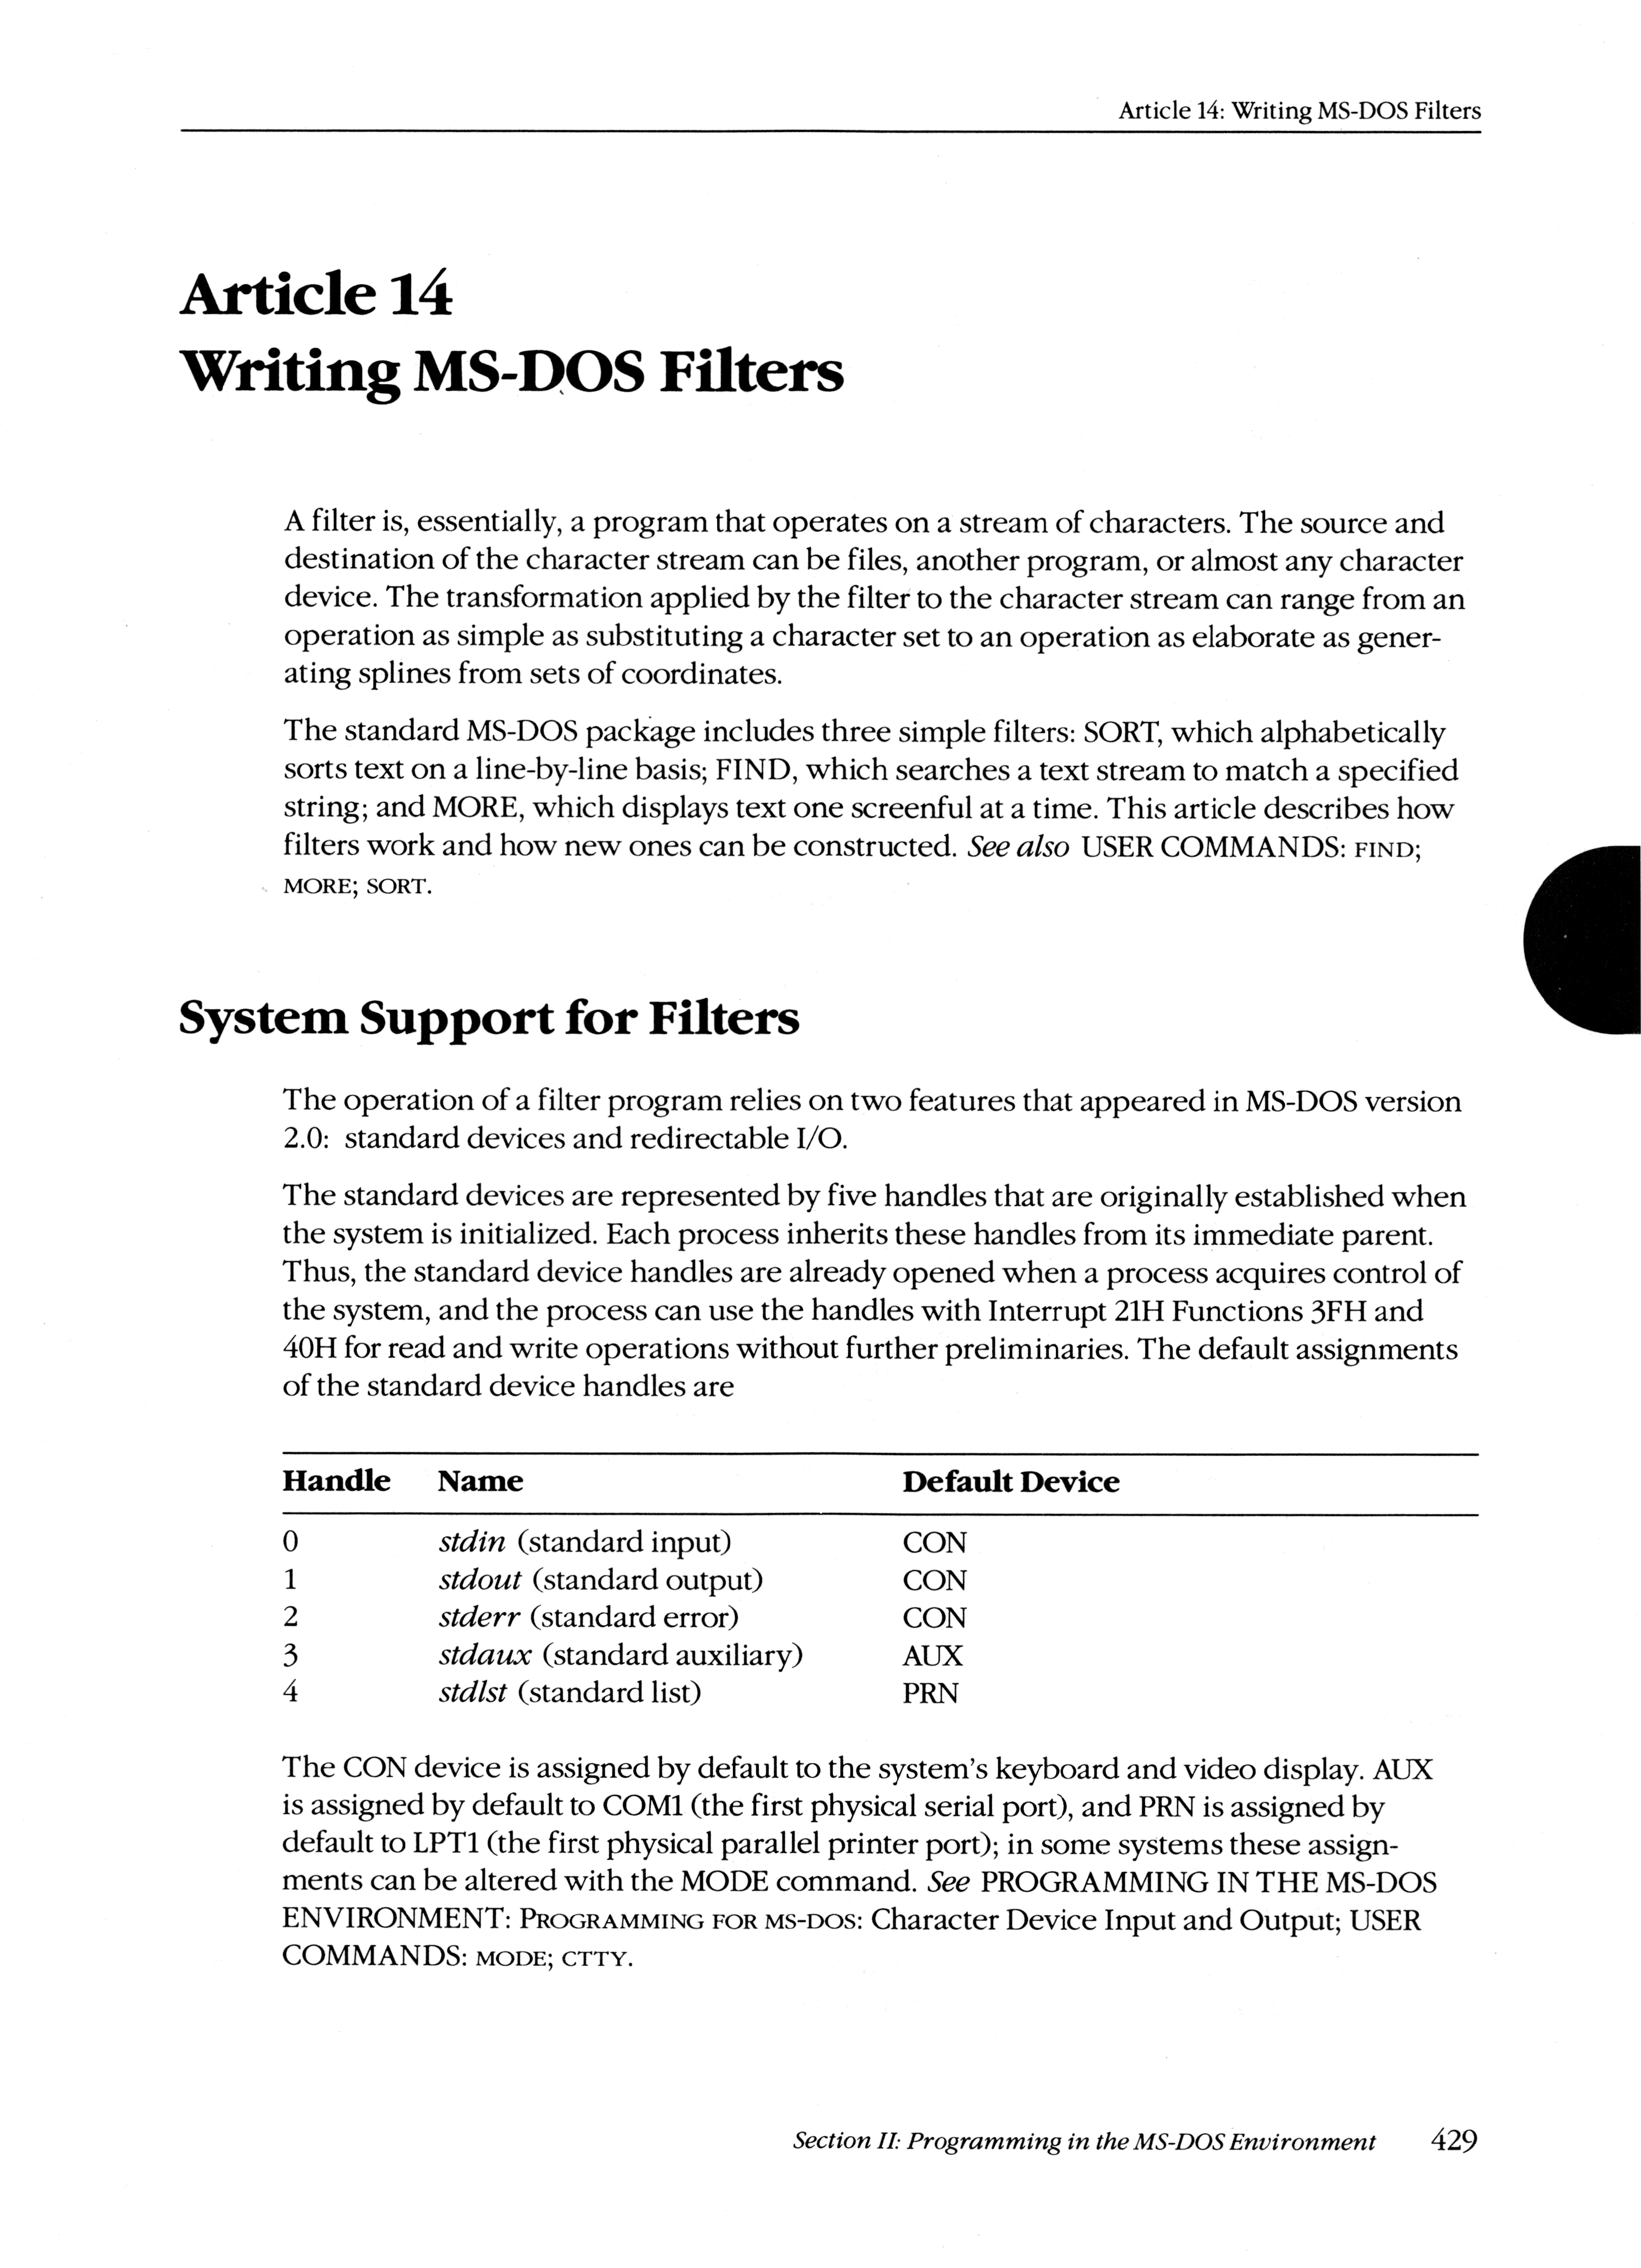 Article 14: Writing MS-DOS Filters
Article 14
Writing MS-DOS Filters
A filter is, essentially, a program that operates on a stream of characters. The source and
destination of the character stream can be files, another program, or almost any character
device. The transformation applied by the filter to the character stream can range from an
operation as simple as substituting a character set to an operation as elaborate as gener-
ating splines from sets of coordinates.
The standard MS-DOS package includes three simple filters: SORT, which alphabetically
sorts text on a line-by-line basis; FIND, which searches a text stream to match a specified
string; and MORE, which displays text one screenful at a time. This article describes how
filters work and how new ones can be constructed. See also USER COMMANDS: FIND;
MORE; SORT.
System Support for Filters
The operation of a filter program relies on two features that appeared in MS-DOS version
2.0: standard devices and redirectable I/O.
The standard devices are represented by five handles that are originally established when
the system is initialized. Each process inherits these handles from its immediate parent.
Thus, the standard device handles are already opened when a process acquires control of
the system, and the process can use the handles with Interrupt 21H Functions 3FH and
40H for read and write operations without further preliminaries. The default assignments
of the standard device handles are
Handle Name Default Device
0 stdin (standard input) CON
1 stdout (standard output) CON
2 stderr (standard error) CON
3 stdaux (standard auxiliary) AUX
4 stdlst (standard list) PRN
The CON device is assigned by default to the system's keyboard and video display. AUX
is assigned by default to COM1 (the first physical serial port), and PRN is assigned by
default to LPT1 (the first physical parallel printer port); in some systems these assign-
ments can be altered with the MODE command. See PROGRAMMING IN THE MS-DOS
ENVIRONMENT: PROGRAMMING FOR MS-DOS: Character Device Input and Output; USER
COMMANDS: MODE; CTTY.
Section II: Programming in the MS-DOS Environment 429